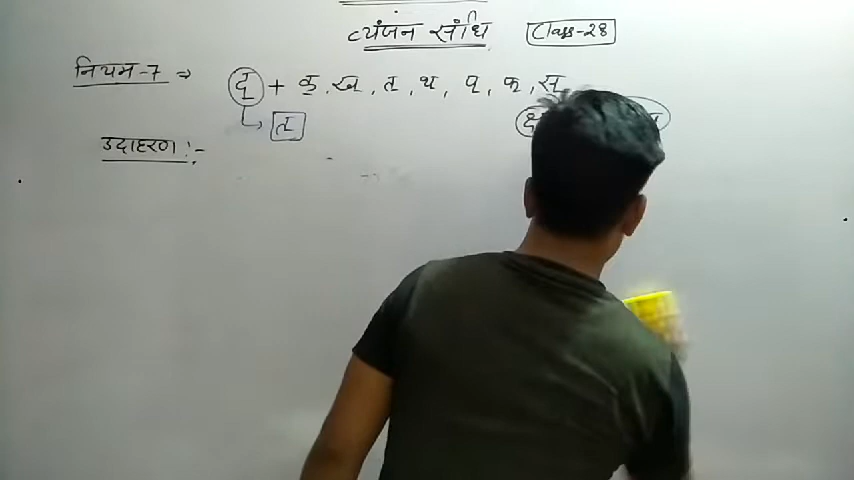 व्यंजन संधि Class-28
नियम-7 ⇒ द् + क, ख, त, थ, प, फ, स
त
उदाहरण :-